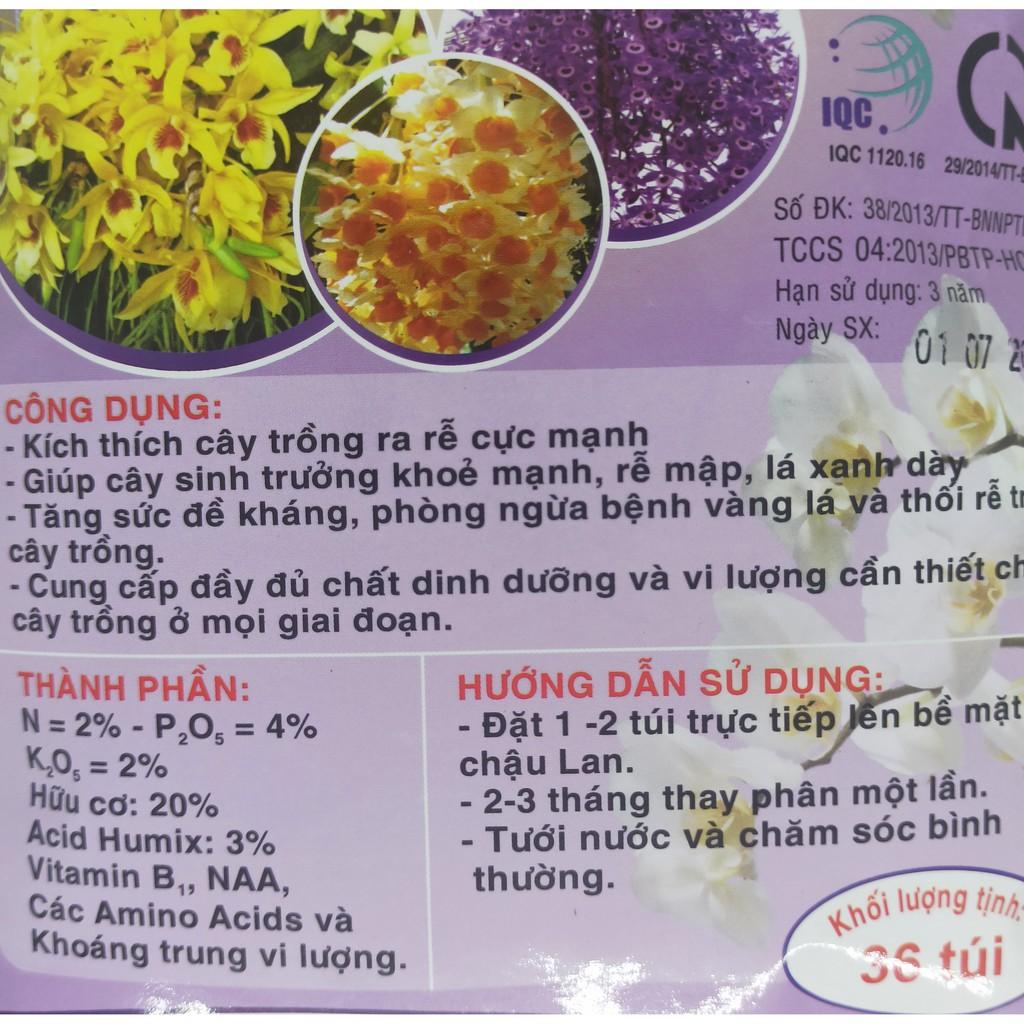 IQC
IQC 1120.16
29/2014/TT-
Số ĐK: 38/2013/TT-BNNPT
TCCS 04:2013/PBTP-HC
Hạn sử dụng: 3 năm
Ngày SX: 01 07
CÔNG DỤNG:
- Kích thích cây trồng ra rễ cực mạnh
- Giúp cây sinh trưởng khoẻ mạnh, rễ mập, lá xanh dày
- Tăng sức đề kháng, phòng ngừa bệnh vàng lá và thối rễ
cây trồng.
- Cung cấp đầy đủ chất dinh dưỡng và vi lượng cần thiết ch
cây trồng ở mọi giai đoạn.
THÀNH PHẦN:
N = 2% - P₂O₅ = 4%
K₂O₅ = 2%
Hữu cơ: 20%
Acid Humix: 3%
Vitamin B₁, NAA,
Các Amino Acids và
Khoáng trung vi lượng.
HƯỚNG DẪN SỬ DỤNG:
- Đặt 1 -2 túi trực tiếp lên bề mặt
chậu Lan.
- 2-3 tháng thay phân một lần.
- Tưới nước và chăm sóc bình
thường.
Khối lượng tịnh:
36 túi